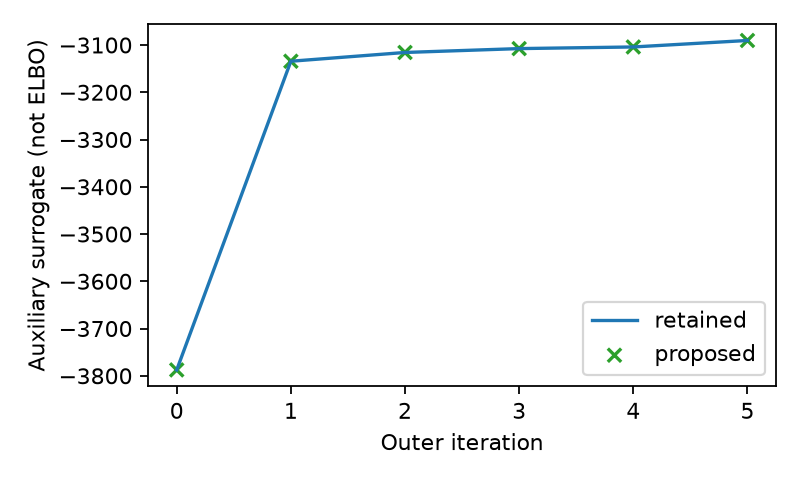 Auxiliary surrogate (not ELBO)
−3100
−3200
−3300
−3400
−3500
−3600
−3700
−3800
retained
proposed
0 1 2 3 4 5
Outer iteration